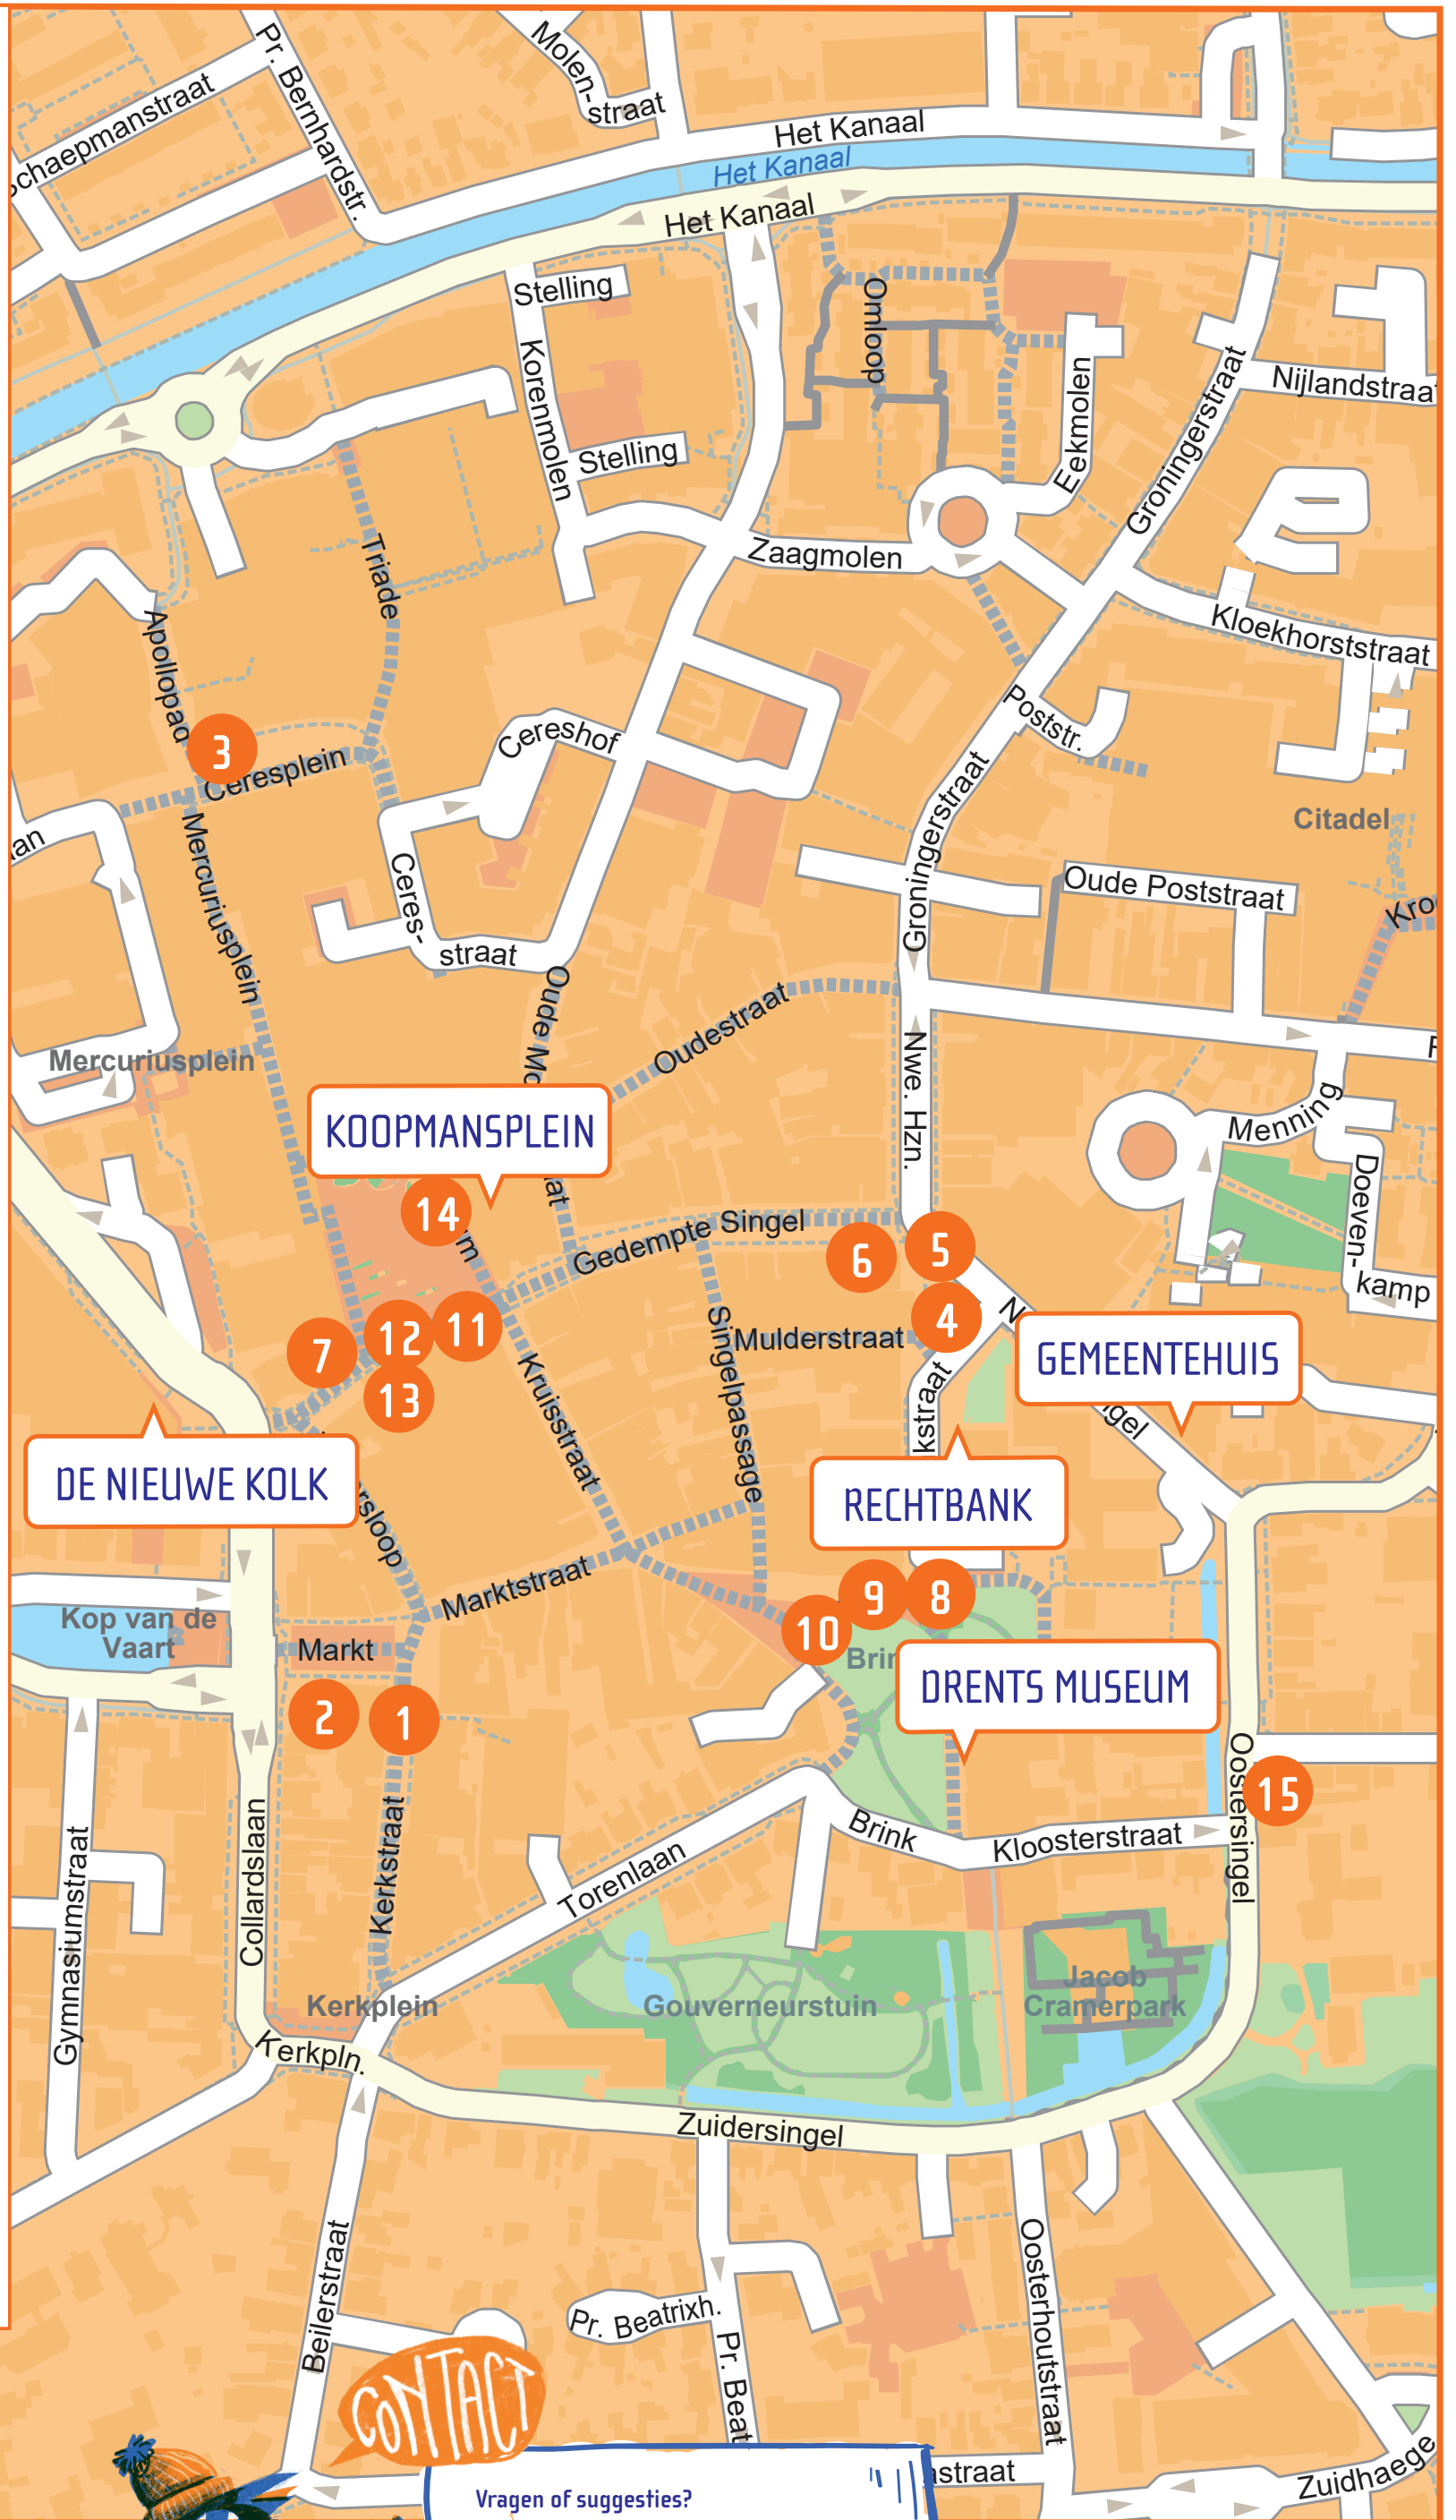 Pr. Bernhardstr.
Molen-
straat
Schaepmanstraat
Het Kanaal
Het Kanaal
Het Kanaal
Stelling
Korenmolen
Stelling
Omloop
Eekmolen
Groningerstraat
Nijlandstraat
Zaagmolen
Triade
Apollopad
Kloekhorststraat
Poststr.
Cereshof
3
Ceresplein
Mercuriusplein
Groningerstraat
Citadel
Ceres-
straat
Oude Poststraat
Oudestraat
Nwe. Hzn.
Mercuriusplein
Menning
Doeven-
kamp
KOOPMANSPLEIN
14
Gedempte Singel
6
5
4
12
11
7
13
Mulderstraat
Singelpassage
Kruisstraat
GEMEENTEHUIS
DE NIEUWE KOLK
RECHTBANK
Marktstraat
9
8
10
Kop van de
Vaart
Markt
DRENTS MUSEUM
2
1
15
Oostersingel
Brink
Kloosterstraat
Gymnasiumstraat
Collardslaan
Kerkstraat
Torenlaan
Kerkplein
Gouverneurstuin
Jacob
Cramerpark
Kerkpln.
Zuidersingel
Beilerstraat
Pr. Beatrixh.
Oosterhoutstraat
CONTACT
Vragen of suggesties?